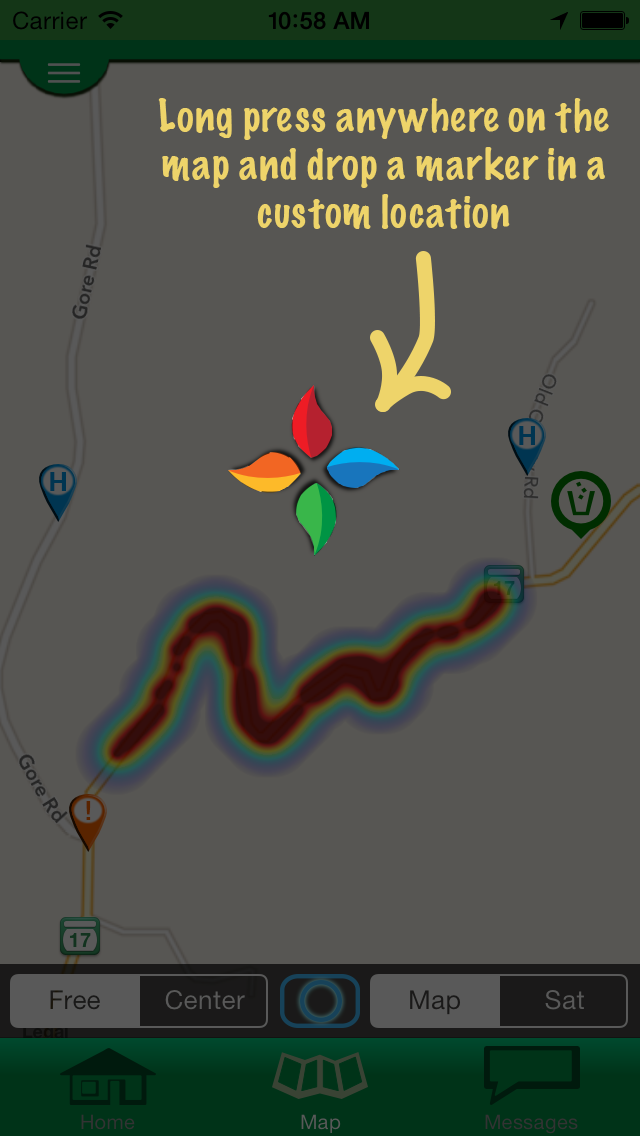 Carrier 10:58 AM
Long press anywhere on the
map and drop a marker in a
custom location
Gore Rd
Old C
Rd
H
H
17
Gore Rd
!
17
Free Center Map Sat
Legal
Home Map Messages